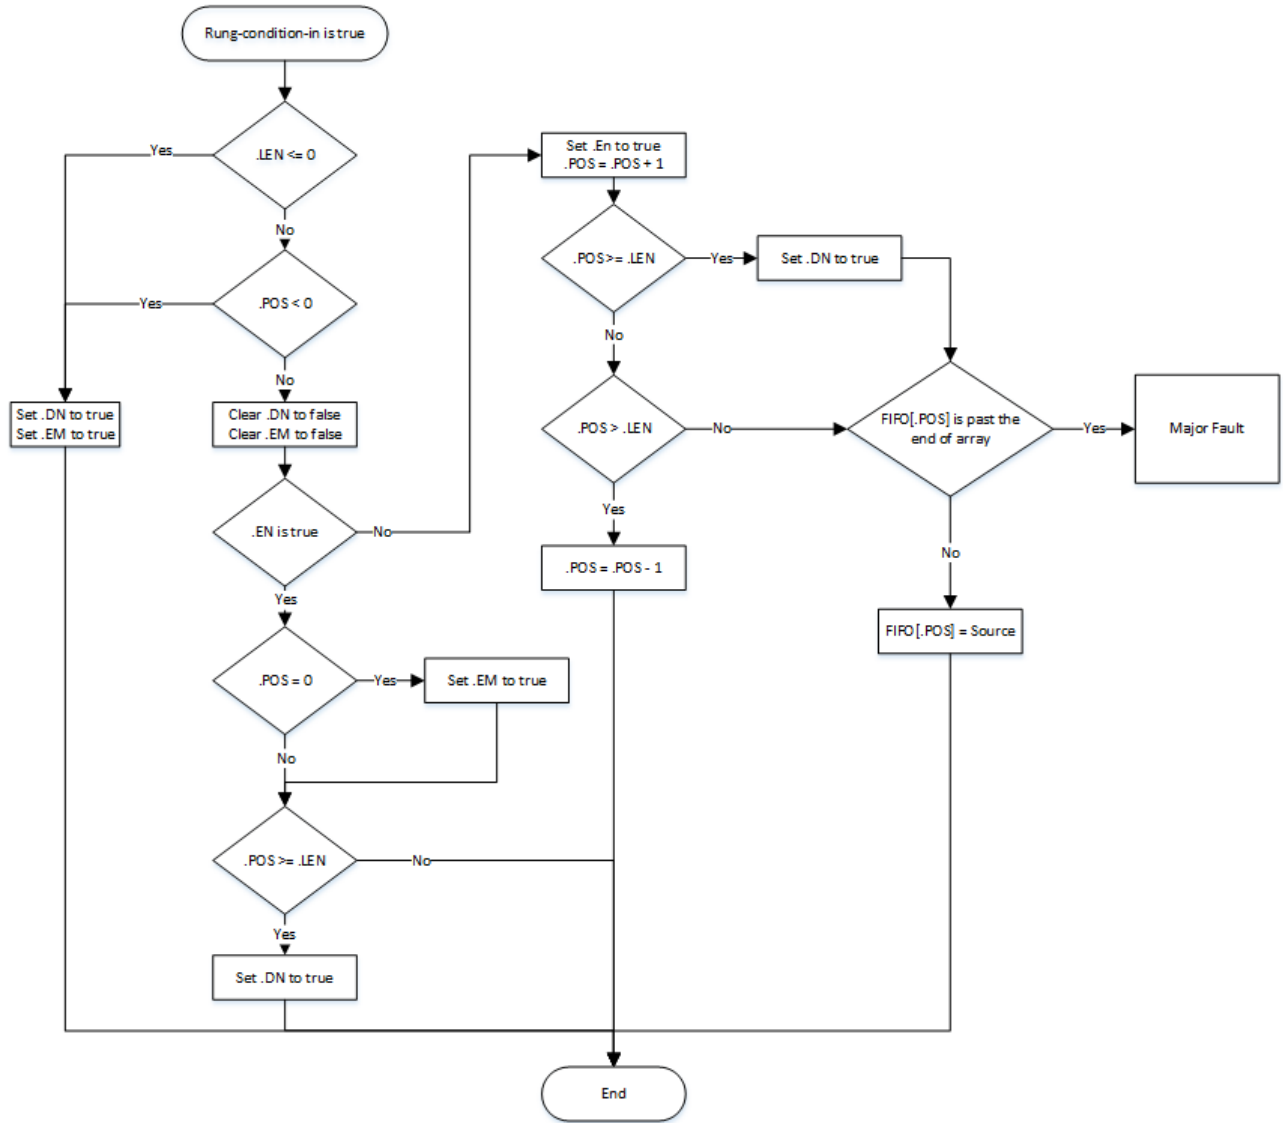 Rung-condition-in is true
.LEN <= 0
Yes
No
.POS < 0
Yes
No
Set .DN to true
Set .EM to true
Clear .DN to false
Clear .EM to false
.EN is true
No
Yes
.POS = 0
Yes
Set .EM to true
No
.POS >= .LEN
No
Yes
Set .DN to true
Set .En to true
.POS = .POS + 1
.POS >= .LEN
Yes
Set .DN to true
No
.POS > .LEN
No
Yes
.POS = .POS - 1
FIFO[.POS] is past the
end of array
Yes
Major Fault
No
FIFO[.POS] = Source
End